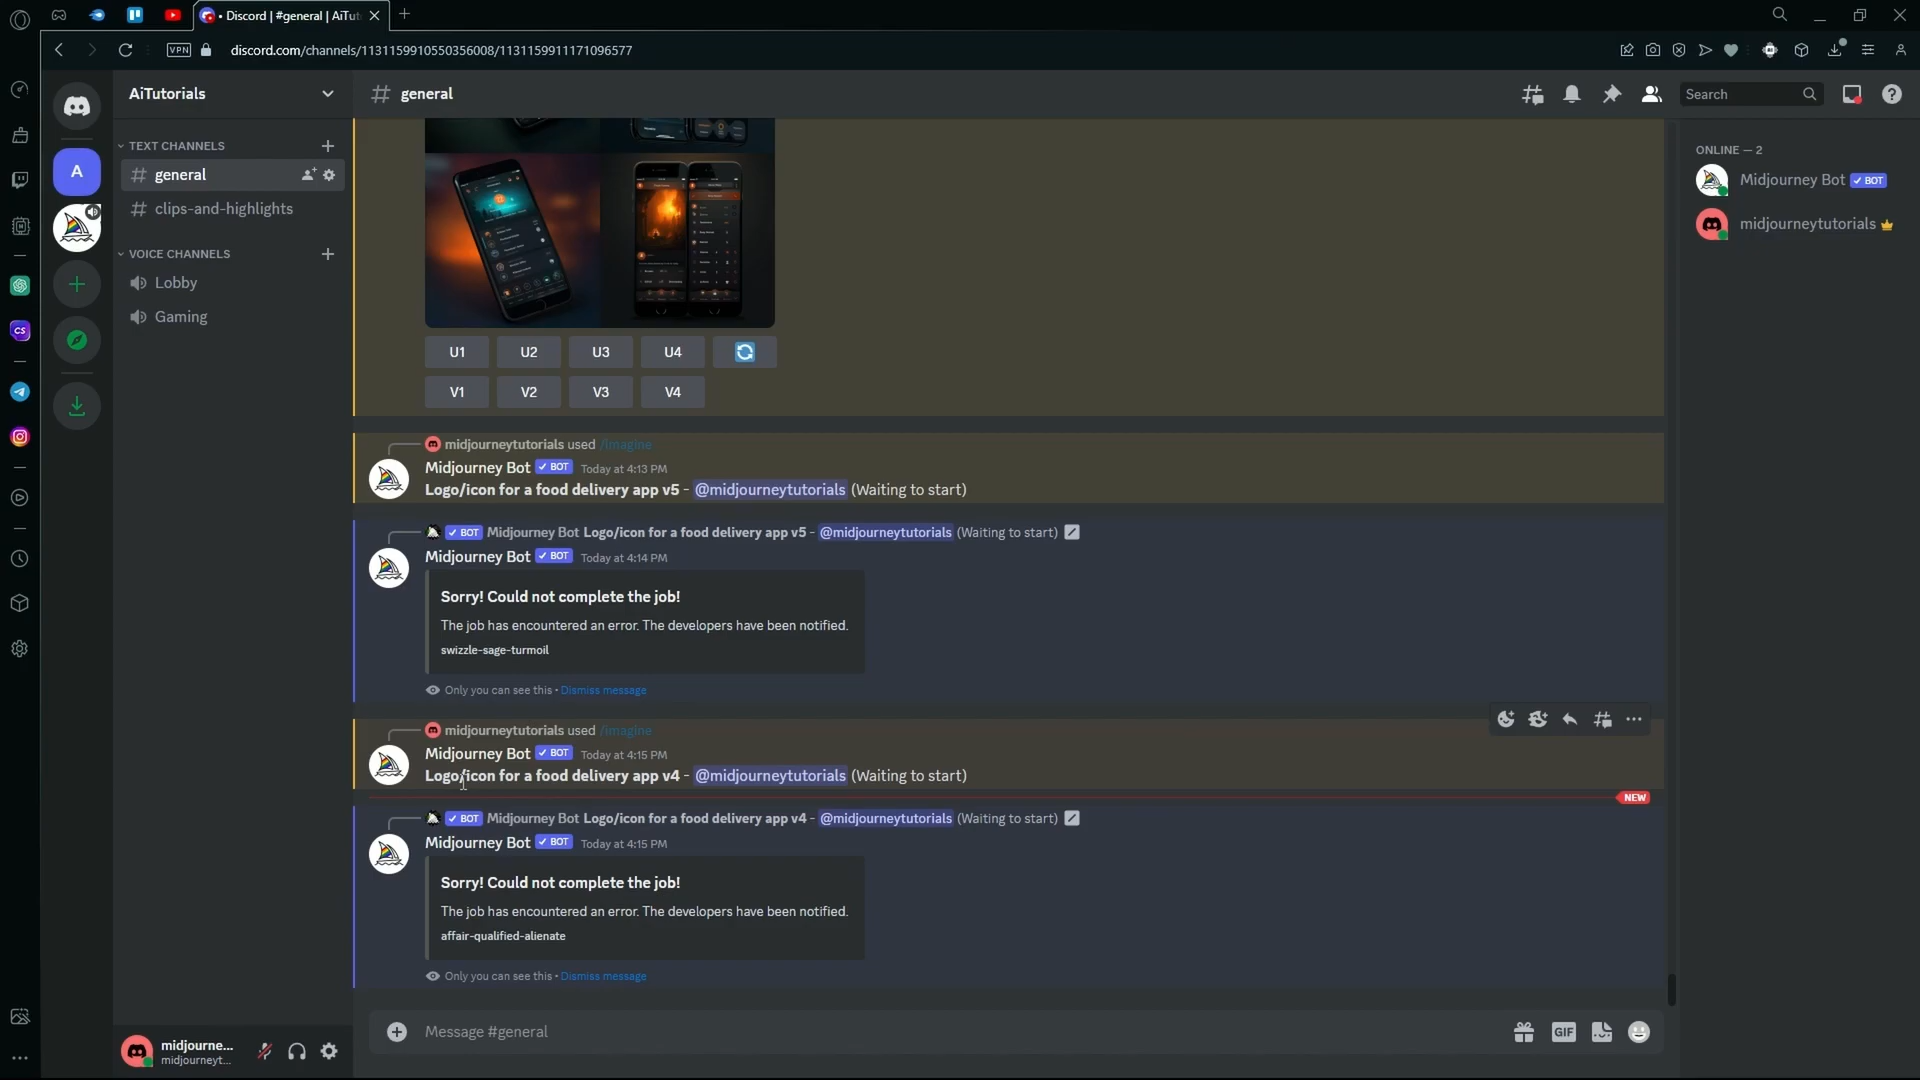 Discord | #general | AiTut
VPN
discord.com/channels/1131159910550356008/1131159911171096577
AiTutorials
general
Search
TEXT CHANNELS
general
clips-and-highlights
VOICE CHANNELS
Lobby
Gaming
A
CS
ONLINE — 2
Midjourney Bot ✓ BOT
midjourneytutorials
U1 U2 U3 U4
V1 V2 V3 V4
midjourneytutorials used /imagine
Midjourney Bot ✓ BOT Today at 4:13 PM
Logo/icon for a food delivery app v5 - @midjourneytutorials (Waiting to start)
✓ BOT Midjourney Bot Logo/icon for a food delivery app v5 - @midjourneytutorials (Waiting to start)
Midjourney Bot ✓ BOT Today at 4:14 PM
Sorry! Could not complete the job!
The job has encountered an error. The developers have been notified.
swizzle-sage-turmoil
Only you can see this • Dismiss message
midjourneytutorials used /imagine
Midjourney Bot ✓ BOT Today at 4:15 PM
Logo/icon for a food delivery app v4 - @midjourneytutorials (Waiting to start)
NEW
✓ BOT Midjourney Bot Logo/icon for a food delivery app v4 - @midjourneytutorials (Waiting to start)
Midjourney Bot ✓ BOT Today at 4:15 PM
Sorry! Could not complete the job!
The job has encountered an error. The developers have been notified.
affair-qualified-alienate
Only you can see this • Dismiss message
Message #general
GIF
midjourne...
midjourneyt...